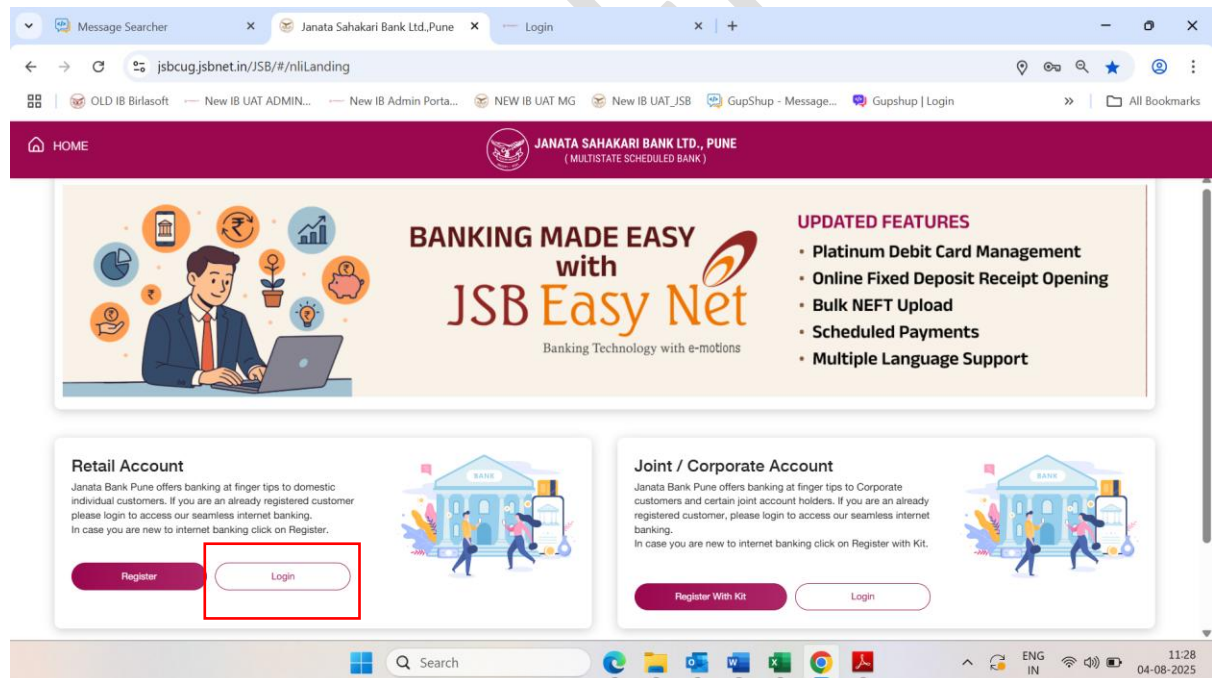 Message Searcher
Janata Sahakari Bank Ltd.,Pune
Login
jsbcug.jsbnet.in/JSB/#/nliLanding
OLD IB Birlasoft
New IB UAT ADMIN...
New IB Admin Porta...
NEW IB UAT MG
New IB UAT_JSB
GupShup - Message...
Gupshup | Login
»
All Bookmarks
HOME
JANATA SAHAKARI BANK LTD., PUNE
( MULTISTATE SCHEDULED BANK )
BANKING MADE EASY
with
JSB Easy Net
Banking Technology with e-motions
UPDATED FEATURES
• Platinum Debit Card Management
• Online Fixed Deposit Receipt Opening
• Bulk NEFT Upload
• Scheduled Payments
• Multiple Language Support
Retail Account
Janata Bank Pune offers banking at finger tips to domestic
individual customers. If you are an already registered customer
please login to access our seamless internet banking.
In case you are new to internet banking click on Register.
Register
Login
BANK
Joint / Corporate Account
Janata Bank Pune offers banking at finger tips to Corporate
customers and certain joint account holders. If you are an already
registered customer, please login to access our seamless internet
banking.
In case you are new to internet banking click on Register with Kit.
Register With Kit
Login
BANK
Search
ENG
IN
11:28
04-08-2025